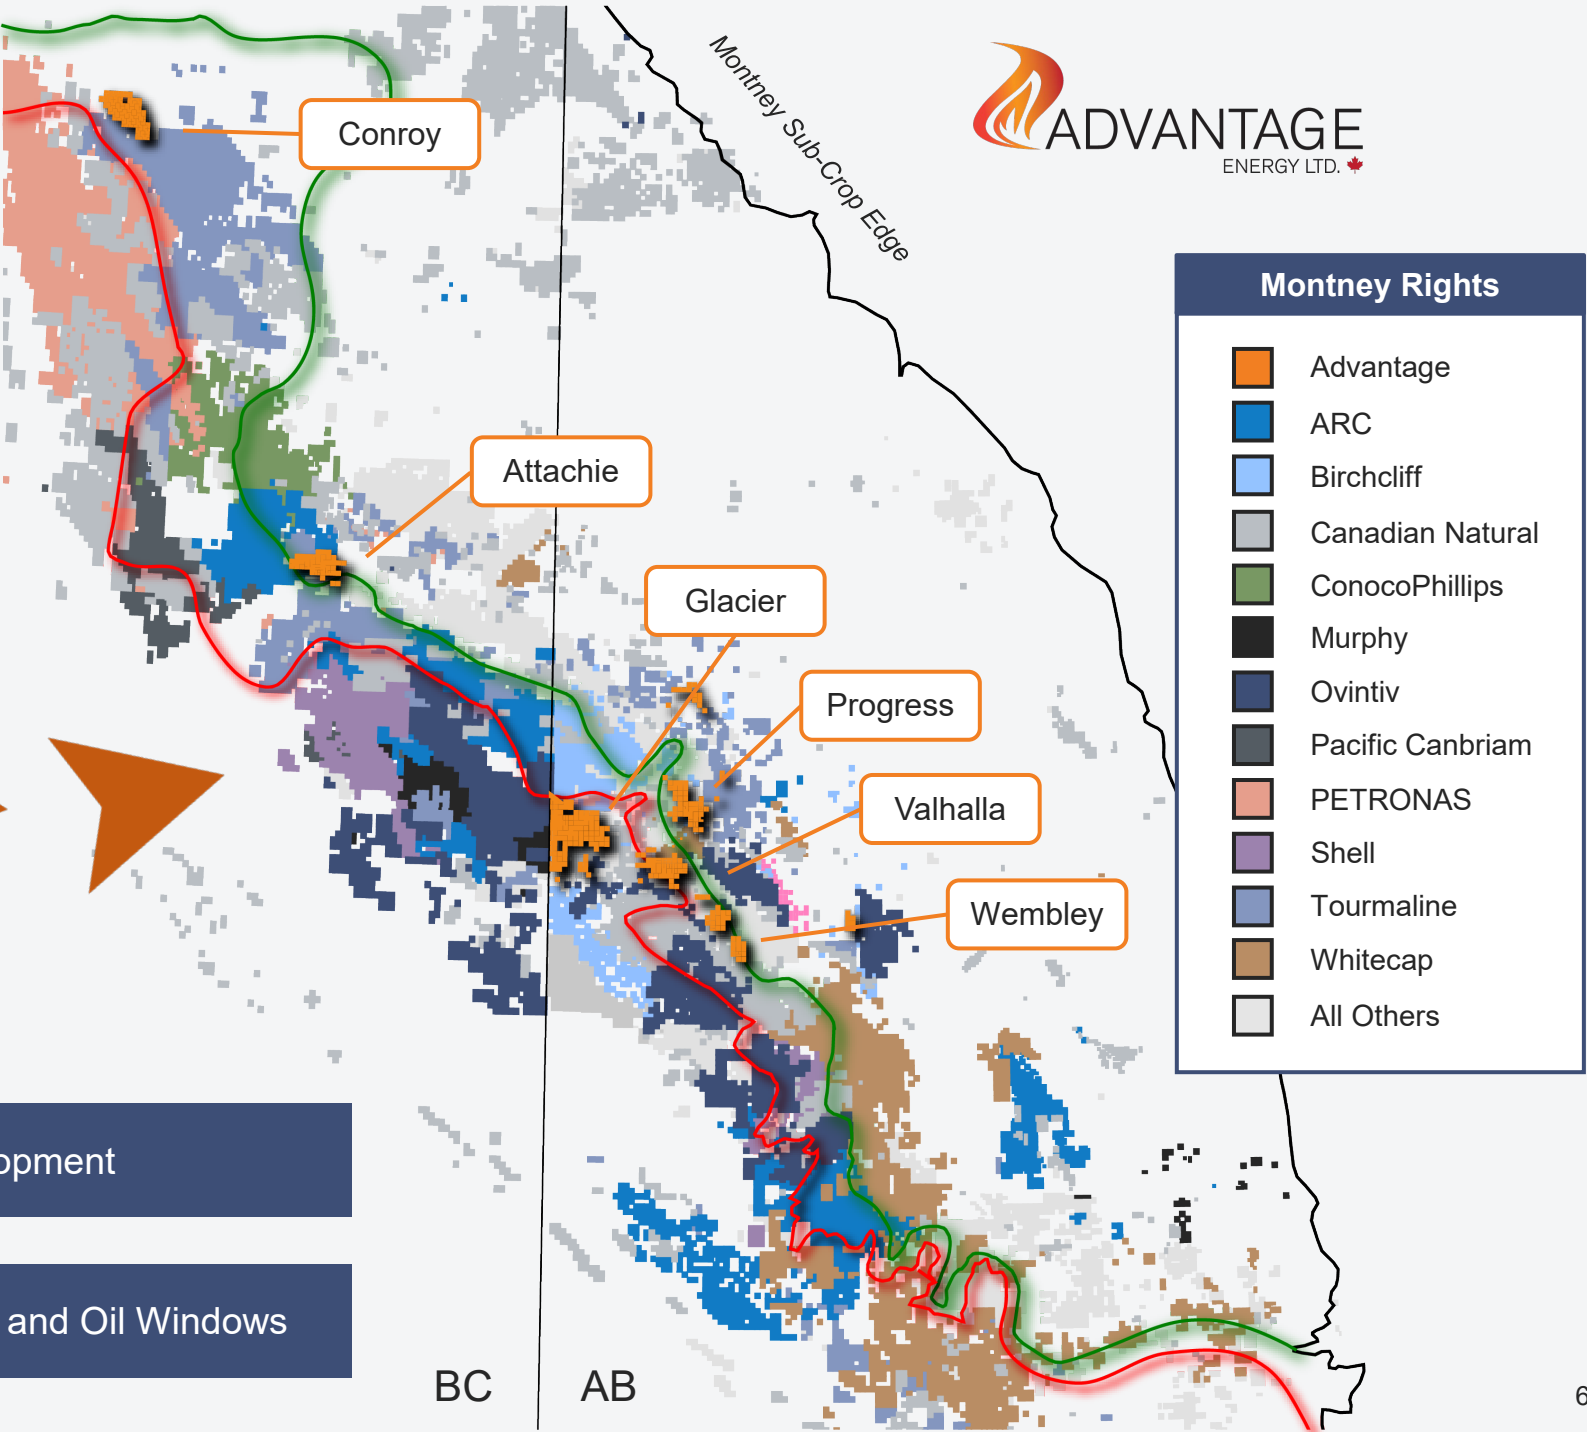 Montney Sub-Crop Edge
ADVANTAGE
ENERGY LTD.
Conroy
Attachie
Glacier
Progress
Valhalla
Wembley
Montney Rights
Advantage
ARC
Birchcliff
Canadian Natural
ConocoPhillips
Murphy
Ovintiv
Pacific Canbriam
PETRONAS
Shell
Tourmaline
Whitecap
All Others
opment
and Oil Windows
BC
AB
6